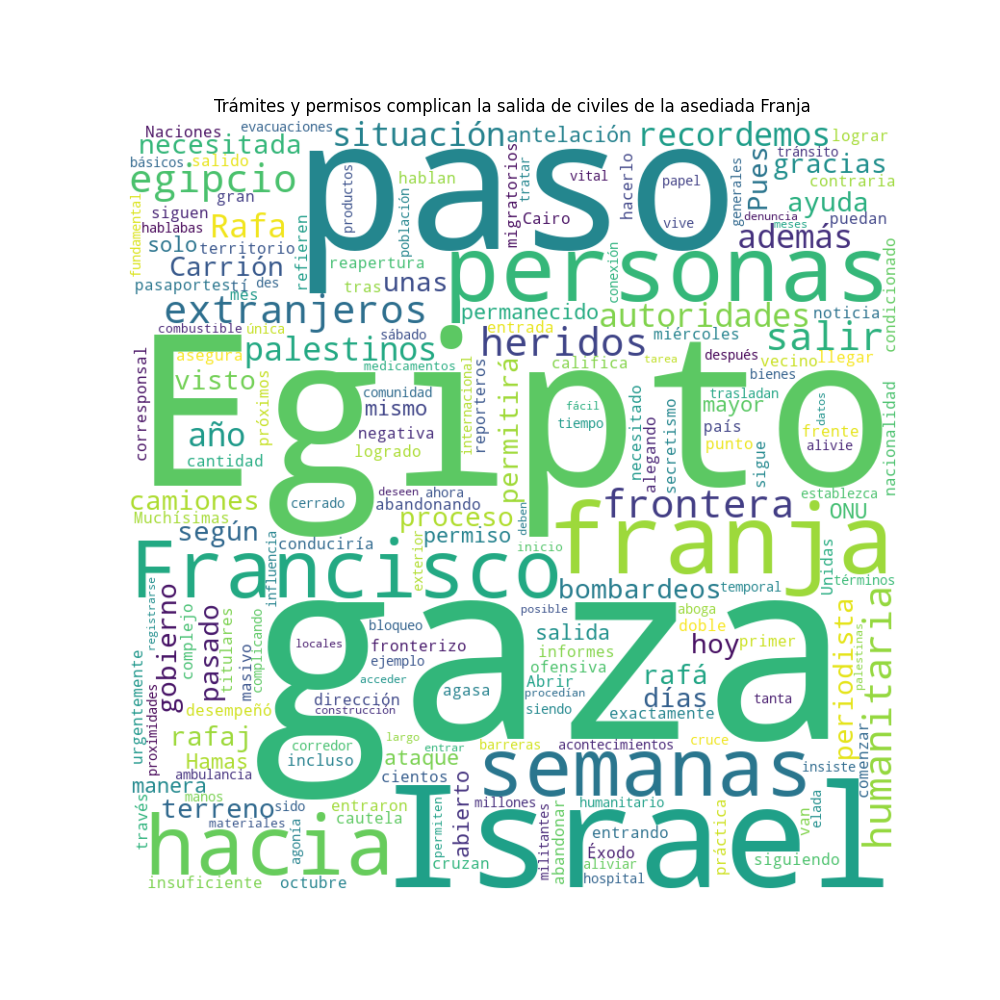 Trámites y permisos complican la salida de civiles de la asediada Franja
Naciones evacuaciones situación antelación recordemos lograr
necesitada paso tránsito
básicos salido hablan migratorios tratar vital hacerlo papel generales Pues gracias
egipcio productos población contraria
siguen gran Rafa Cairo vive denuncia ayuda puedan
hablabas meses
fundamental solo territorio refieren además
Carrión reapertura personas conexión condicionado
pasaportestí des tras unas
mes extranjeros permanecido autoridades noticia
combustible única sábado entrada heridos miércoles salir
asegura palestinos califica tarea después vecino llegar
corresponsal visto próximos medicamentos internacional reporteros permitirá bienes
Egipto comunidad trasladan
año mismo fácil necesitado secretismo mayor datos nacionalidad
negativa tiempo alegando país frente
cantidad logrado punto alivie
sigue
camiones cerrado deseen ahora frontera establezca
Muchísimas abandonando proceso deben franja ONU
según influencia conduciría permiso inicio
Francisco exterior Unidas
registrarse bombardeos temporal términos
gobierno complejo pasado titulares masivo complicando gaza posible aboga
bloqueo doble periodista humanitaria palestinas
locales fronterizo salida hoy primer
ejemplo informes
acceder ofensiva rafá
urgentemente proximidades agasa Abrir procedían tanta
dirección días
desempeñó construcción siendo exactamente
rafaj largo
corredor entrar barreras acontecimientos cruce
Hamas incluso ataque semanas insiste comenzar
ambulancia cientos
manera manos abierto
través terreno sido entraron millones humanitario van elada
materiales cautela permiten Israel militantes abandonar entrando práctica
hacia agonía Éxodo
cruzan aliviar siguiendo
insuficiente octubre hospital